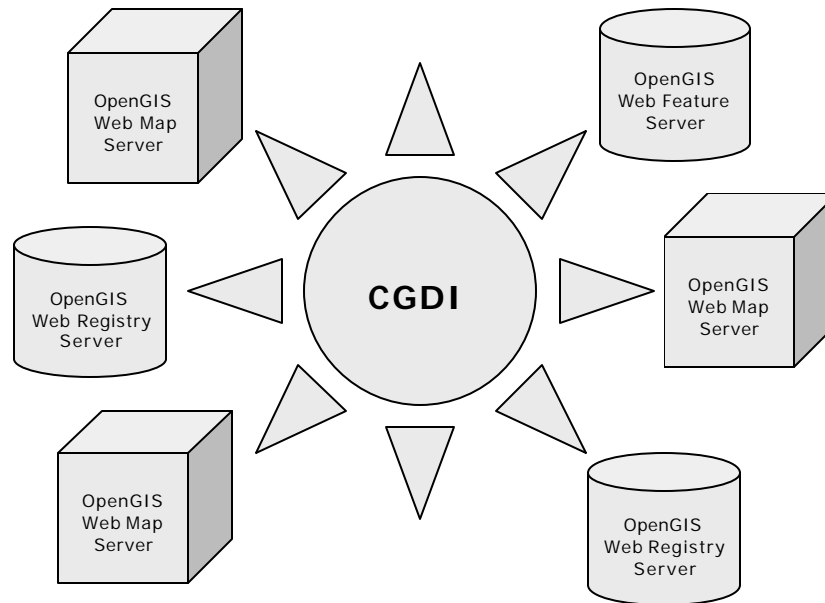 OpenGIS
Web Map
Server
OpenGIS
Web Feature
Server
OpenGIS
Web Registry
Server
CGDI
OpenGIS
Web Map
Server
OpenGIS
Web Map
Server
OpenGIS
Web Registry
Server